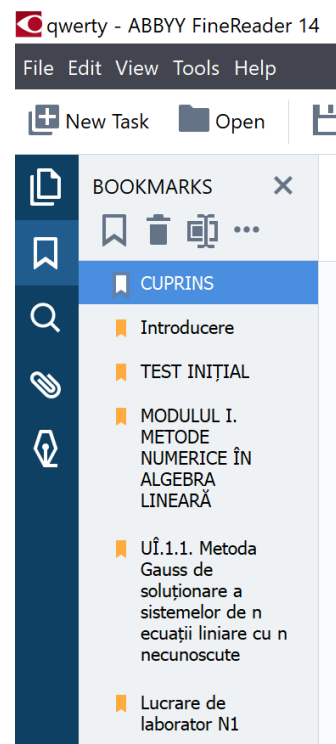 qwerty - ABBYY FineReader 14
File Edit View Tools Help
New Task Open
BOOKMARKS
CUPRINS
Introducere
TEST INIȚIAL
MODULUL I.
METODE
NUMERICE ÎN
ALGEBRA
LINEARĂ
UÎ.1.1. Metoda
Gauss de
soluționare a
sistemelor de n
ecuații liniare cu n
necunoscute
Lucrare de
laborator N1